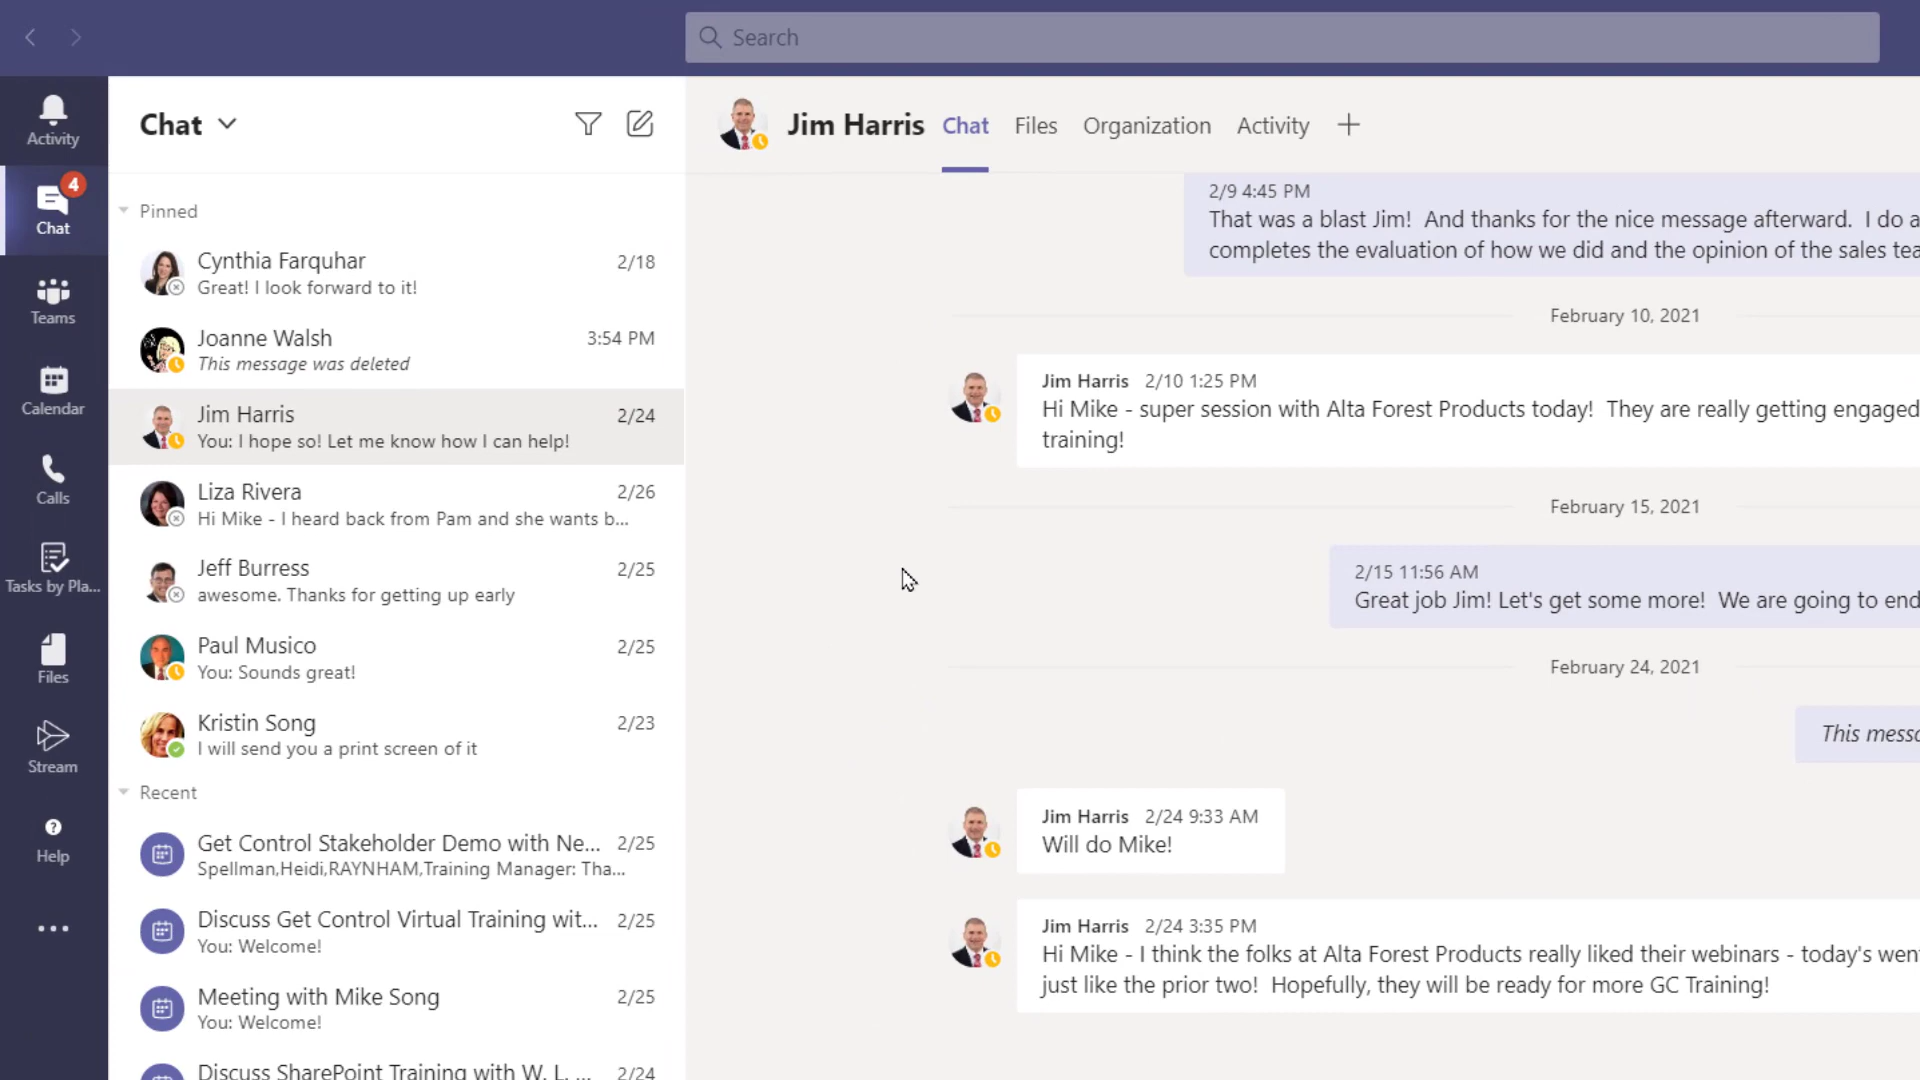 Search
Activity
Chat
4
Chat
Teams
Calendar
Calls
Tasks by Pla...
Files
Stream
Help
Pinned
Cynthia Farquhar 2/18
Great! I look forward to it!
Joanne Walsh 3:54 PM
This message was deleted
Jim Harris 2/24
You: I hope so! Let me know how I can help!
Liza Rivera 2/26
Hi Mike - I heard back from Pam and she wants b...
Jeff Burress 2/25
awesome. Thanks for getting up early
Paul Musico 2/25
You: Sounds great!
Kristin Song 2/23
I will send you a print screen of it
Recent
Get Control Stakeholder Demo with Ne... 2/25
Spellman,Heidi,RAYNHAM,Training Manager: Tha...
Discuss Get Control Virtual Training wit... 2/25
You: Welcome!
Meeting with Mike Song 2/25
You: Welcome!
Discuss SharePoint Training with W. L. ... 2/24
Jim Harris Chat Files Organization Activity
2/9 4:45 PM
That was a blast Jim! And thanks for the nice message afterward. I do a
completes the evaluation of how we did and the opinion of the sales tea
February 10, 2021
Jim Harris 2/10 1:25 PM
Hi Mike - super session with Alta Forest Products today! They are really getting engaged
training!
February 15, 2021
2/15 11:56 AM
Great job Jim! Let's get some more! We are going to end
February 24, 2021
This messa
Jim Harris 2/24 9:33 AM
Will do Mike!
Jim Harris 2/24 3:35 PM
Hi Mike - I think the folks at Alta Forest Products really liked their webinars - today's wen
just like the prior two! Hopefully, they will be ready for more GC Training!